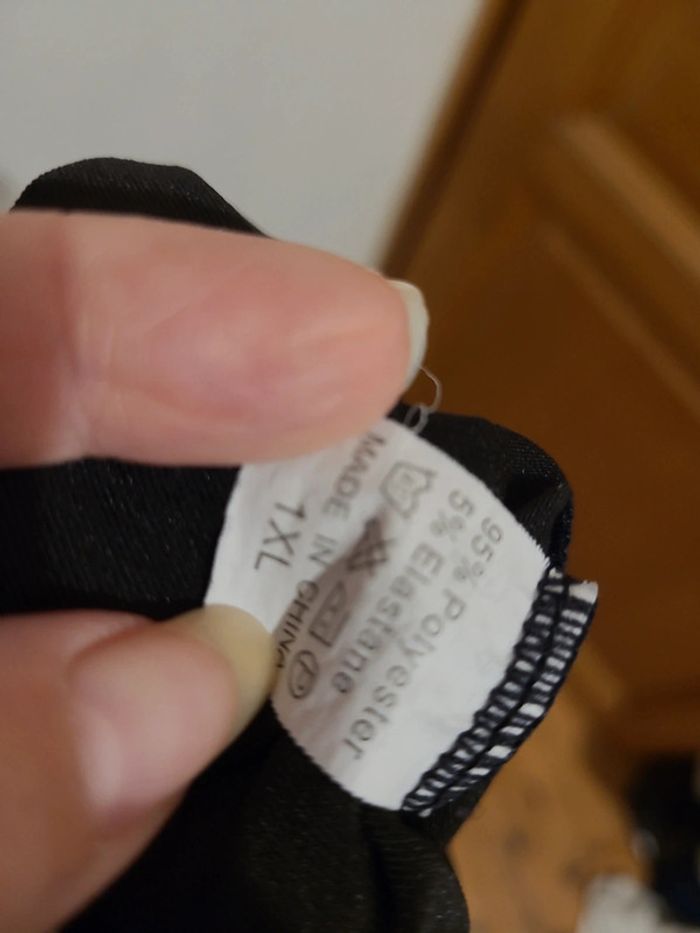 95% Polyester
5% Elastane
MADE IN CHINA
1XL